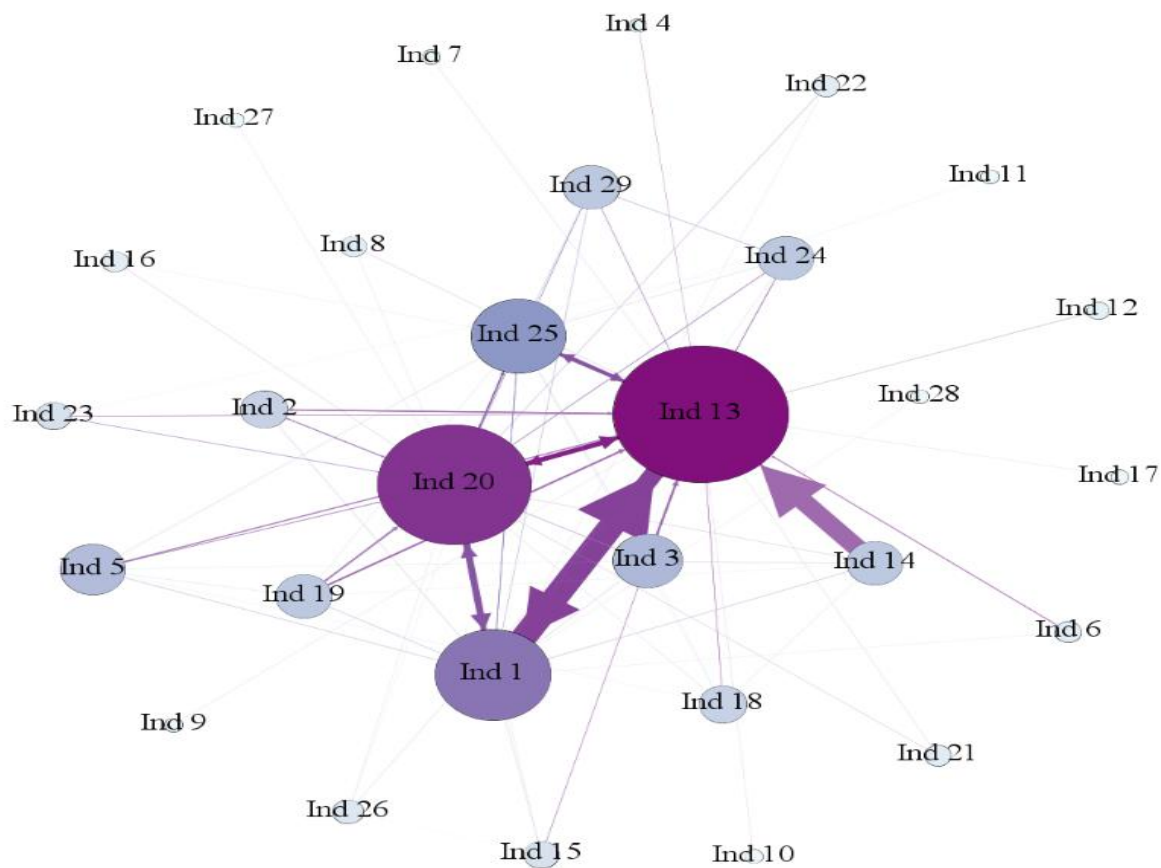 Ind 4
Ind 7
Ind 22
Ind 27
Ind 11
Ind 29
Ind 8
Ind 24
Ind 16
Ind 12
Ind 25
Ind 28
Ind 2
Ind 13
Ind 23
Ind 17
Ind 20
Ind 3
Ind 14
Ind 5
Ind 19
Ind 6
Ind 1
Ind 18
Ind 9
Ind 21
Ind 26
Ind 15
Ind 10